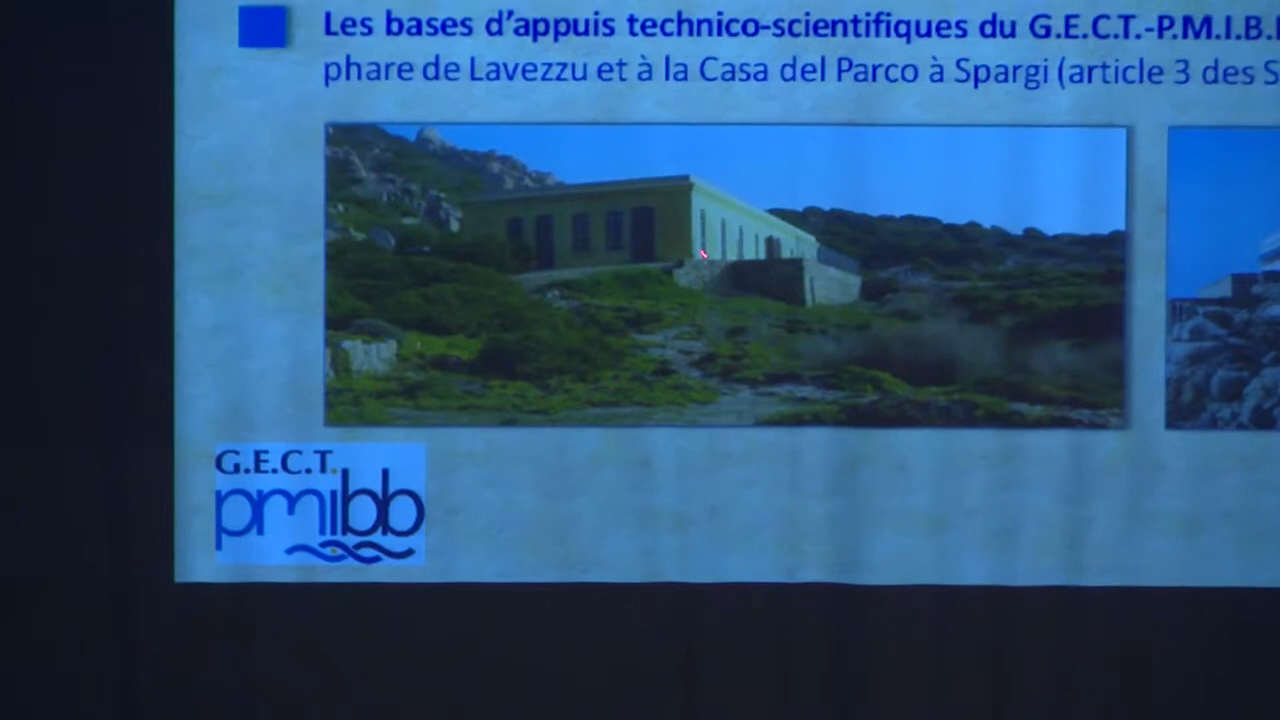 Les bases d'appuis technico-scientifiques du G.E.C.T.-P.M.I.B.
phare de Lavezzu et à la Casa del Parco à Spargi (article 3 des S
G.E.C.T.
pmibb